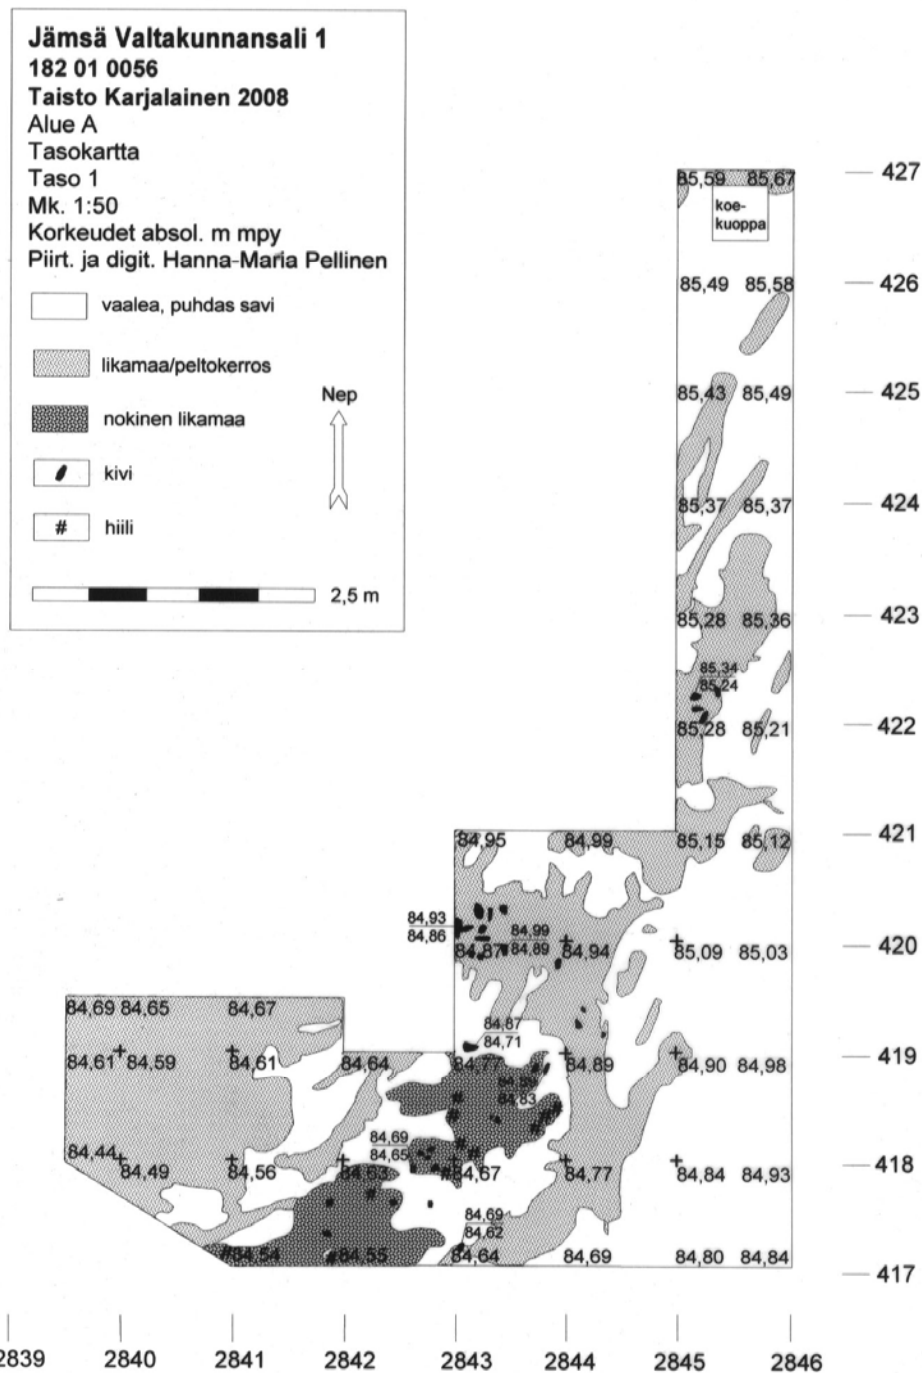 Jämsä Valtakunnansali 1
182 01 0056
Taisto Karjalainen 2008
Alue A
Tasokartta
Taso 1
Mk. 1:50
Korkeudet absol. m mpy
Piirt. ja digit. Hanna-Maria Pellinen
vaalea, puhdas savi
likamaa/peltokerros
Nep
nokinen likamaa
kivi
# hiili
2,5 m
85,59 85,67 427
koe-
kuoppa
85,49 85,58 426
85,43 85,49 425
85,37 85,37 424
85,28 85,36 423
85,34
85,24
85,28 85,21 422
84,95 84,99 85,15 85,12 421
84,93
84,86
84,99
84,89
84,87 84,94 85,09 85,03 420
84,69 84,65 84,67
84,87
84,71
84,61 84,59 84,61 84,64 84,77 84,89 84,90 84,98 419
84,83
84,69
84,65
84,44 84,49 84,56 84,63 84,67 84,77 84,84 84,93 418
84,69
84,62
84,54 84,55 84,64 84,69 84,80 84,84 417
2839 2840 2841 2842 2843 2844 2845 2846